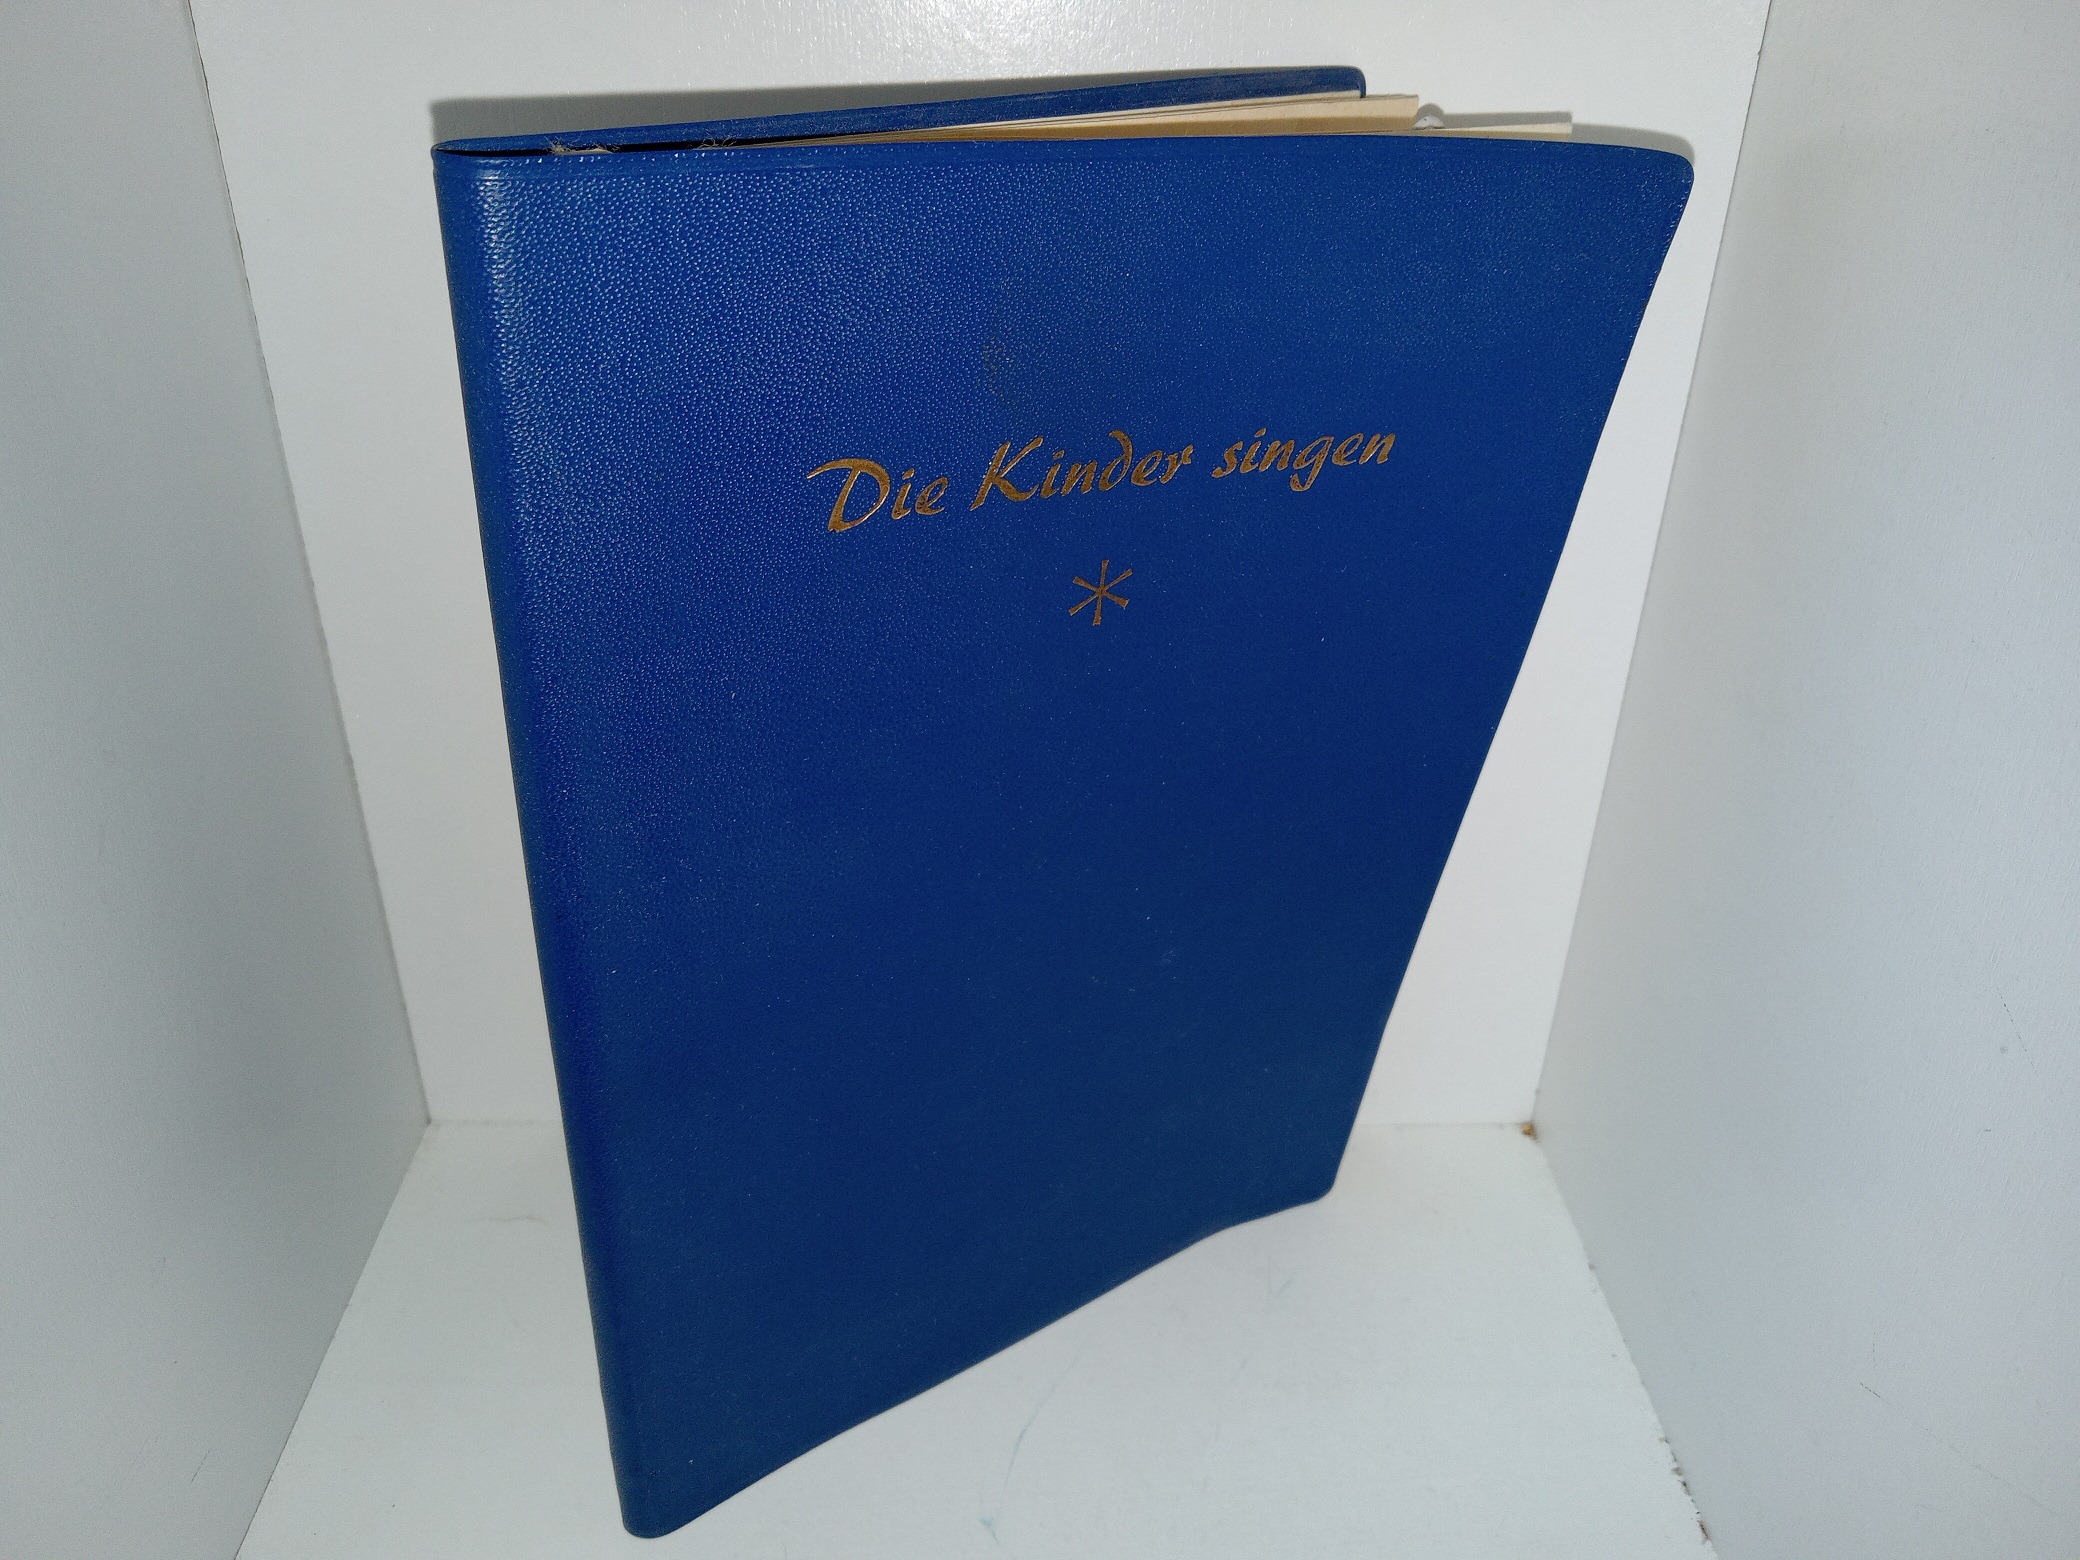 Die Kinder singen
*